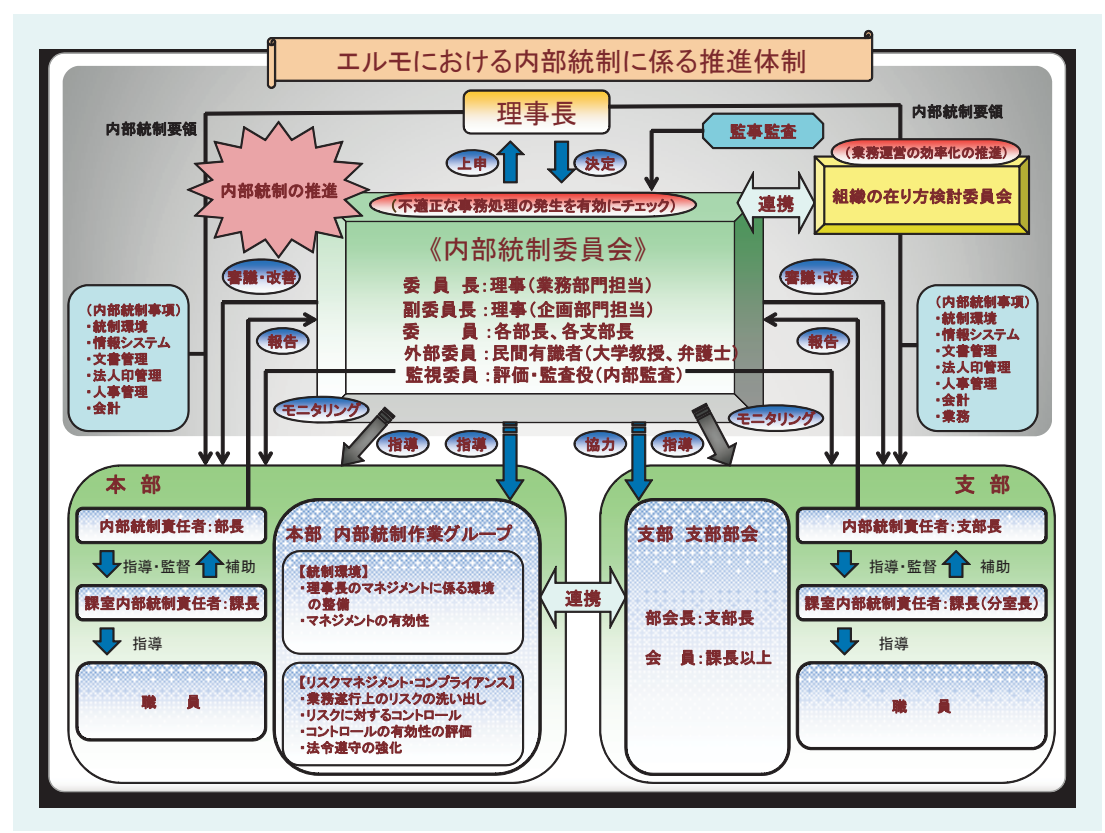 エルモにおける内部統制に係る推進体制
理事長
内部統制要領
内部統制要領
監事監査
上申
決定
(業務運営の効率化の推進)
組織の在り方検討委員会
内部統制の推進
連携
(不適正な事務処理の発生を有効にチェック)
《内部統制委員会》
委 員 長:理事(業務部門担当)
副委員長:理事(企画部門担当)
委 員:各部長、各支部長
外部委員:民間有識者(大学教授、弁護士)
監視委員:評価・監査役(内部監査)
審議・改善
審議・改善
報告
報告
(内部統制事項)
・統制環境
・情報システム
・文書管理
・法人印管理
・人事管理
・会計
(内部統制事項)
・統制環境
・情報システム
・文書管理
・法人印管理
・人事管理
・会計
・業務
モニタリング
モニタリング
指導
指導
協力
指導
本 部
内部統制責任者:部長
指導・監督
補助
課室内部統制責任者:課長
指導
職 員
本部 内部統制作業グループ
【統制環境】
・理事長のマネジメントに係る環境
の整備
・マネジメントの有効性
【リスクマネジメント・コンプライアンス】
・業務遂行上のリスクの洗い出し
・リスクに対するコントロール
・コントロールの有効性の評価
・法令遵守の強化
連携
支 部
支部 支部部会
部会長:支部長
会 員:課長以上
内部統制責任者:支部長
指導・監督
補助
課室内部統制責任者:課長(分室長)
指導
職 員